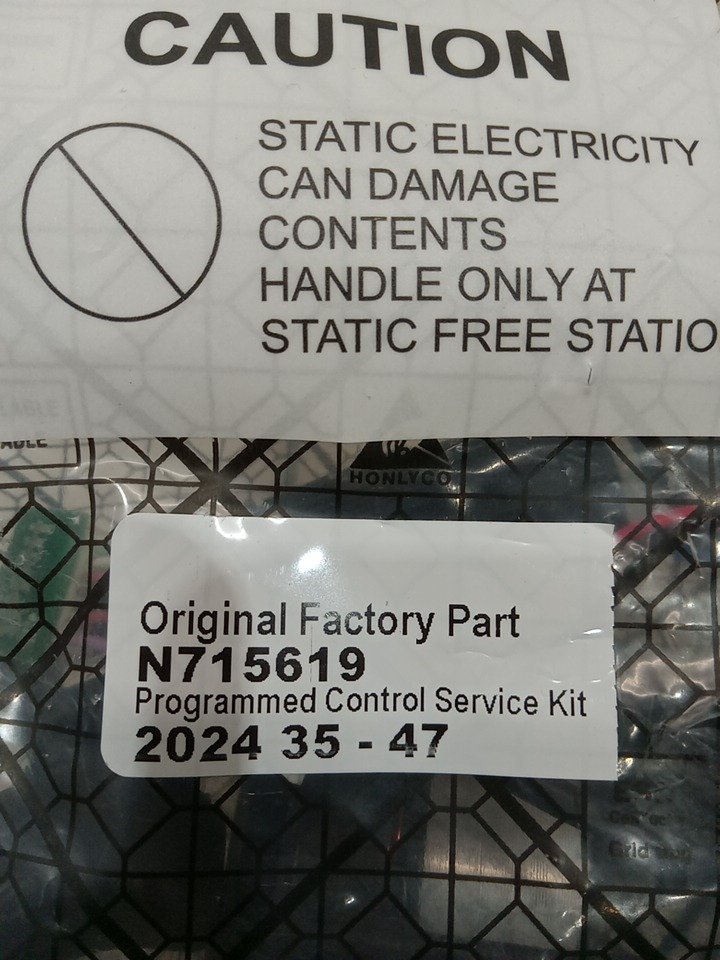 CAUTION
STATIC ELECTRICITY
CAN DAMAGE
CONTENTS
HANDLE ONLY AT
STATIC FREE STATIO
HONLYCO
Original Factory Part
N715619
Programmed Control Service Kit
2024 35 - 47